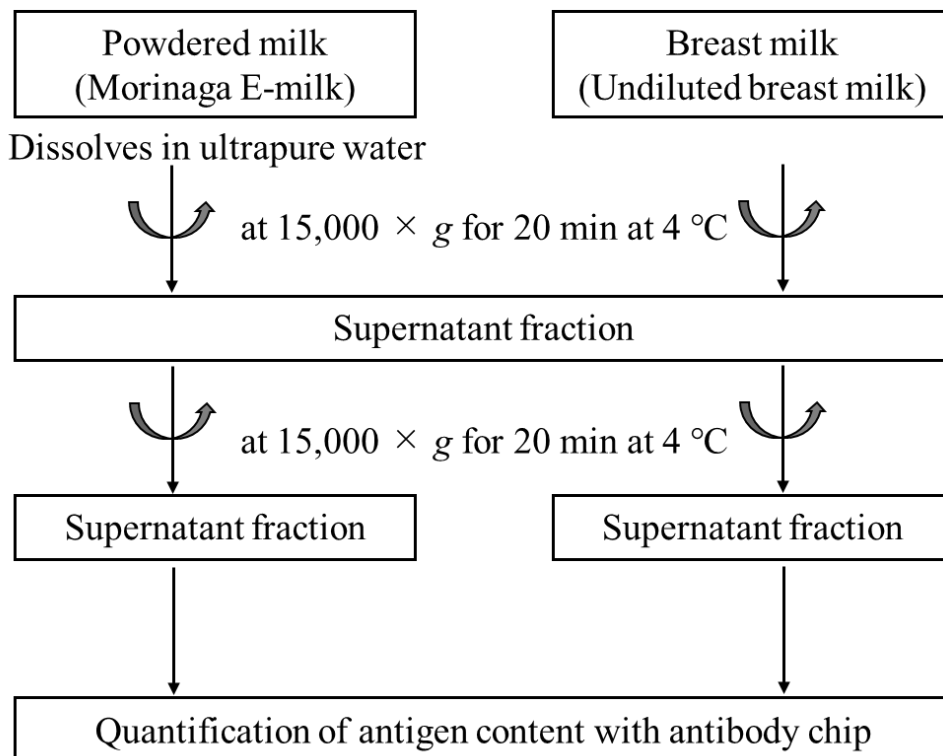 Powdered milk
(Morinaga E-milk)
Breast milk
(Undiluted breast milk)
Dissolves in ultrapure water
at 15,000 × g for 20 min at 4 ℃
Supernatant fraction
at 15,000 × g for 20 min at 4 ℃
Supernatant fraction
Supernatant fraction
Quantification of antigen content with antibody chip